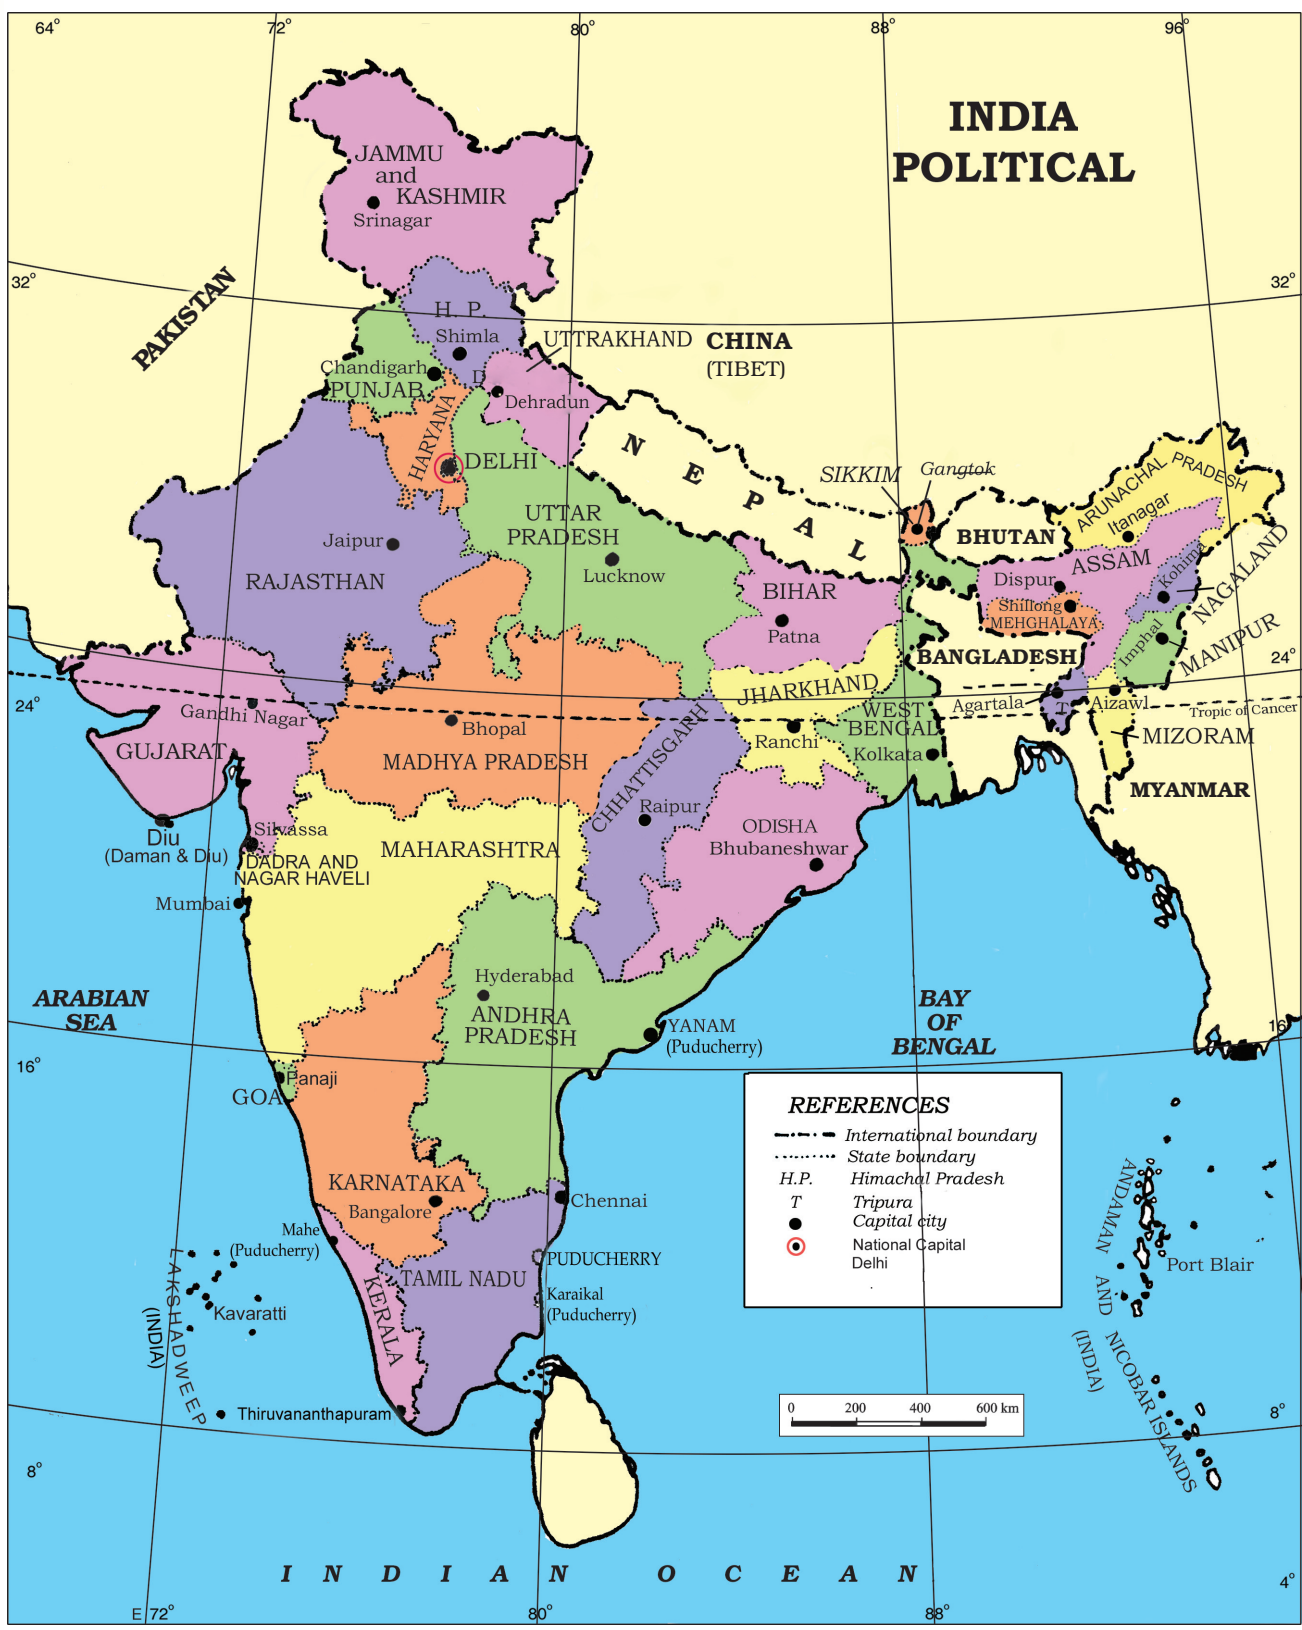 64°
72°
80°
88°
96°
INDIA
POLITICAL
JAMMU
and
KASHMIR
Srinagar
32°
32°
PAKISTAN
H. P.
Shimla
UTTRAKHAND
CHINA
(TIBET)
Chandigarh
PUNJAB
D
Dehradun
HARYANA
DELHI
NEPAL
SIKKIM
Gangtok
ARUNACHAL PRADESH
Itanagar
BHUTAN
UTTAR
PRADESH
Lucknow
Jaipur
RAJASTHAN
BIHAR
Patna
ASSAM
Dispur
Shillong
MEHGHALAYA
Kohima
NAGALAND
Imphal
MANIPUR
BANGLADESH
24°
24°
JHARKHAND
Ranchi
WEST
BENGAL
Kolkata
Agartala
T
Aizawl
Tropic of Cancer
MIZORAM
MYANMAR
Gandhi Nagar
GUJARAT
Bhopal
MADHYA PRADESH
CHHATTISGARH
Raipur
ODISHA
Bhubaneshwar
Diu
(Daman & Diu)
Silvassa
DADRA AND
NAGAR HAVELI
MAHARASHTRA
Mumbai
Hyderabad
ANDHRA
PRADESH
YANAM
(Puducherry)
ARABIAN
SEA
BAY
OF
BENGAL
16°
16°
Panaji
GOA
KARNATAKA
Bangalore
Chennai
Mahe
(Puducherry)
PUDUCHERRY
TAMIL NADU
Karaikal
(Puducherry)
KERALA
LAKSHADWEEP
(INDIA)
Kavaratti
Thiruvananthapuram
REFERENCES
International boundary
State boundary
H.P. Himachal Pradesh
T Tripura
Capital city
National Capital
Delhi
ANDAMAN AND NICOBAR ISLANDS
(INDIA)
Port Blair
0 200 400 600 km
8°
8°
INDIAN OCEAN
4°
E 72°
80°
88°